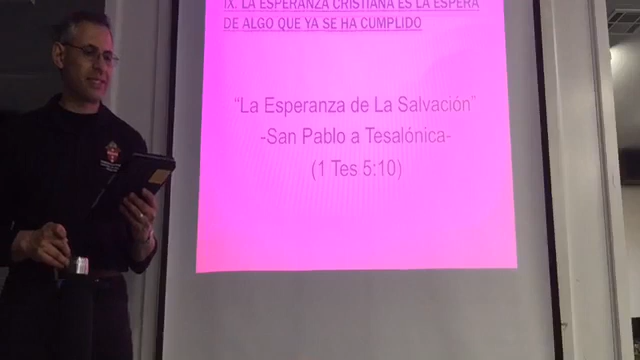 IX. LA ESPERANZA CRISTIANA ES LA ESPERA
DE ALGO QUE YA SE HA CUMPLIDO
“La Esperanza de La Salvación”
-San Pablo a Tesalónica-
(1 Tes 5:10)